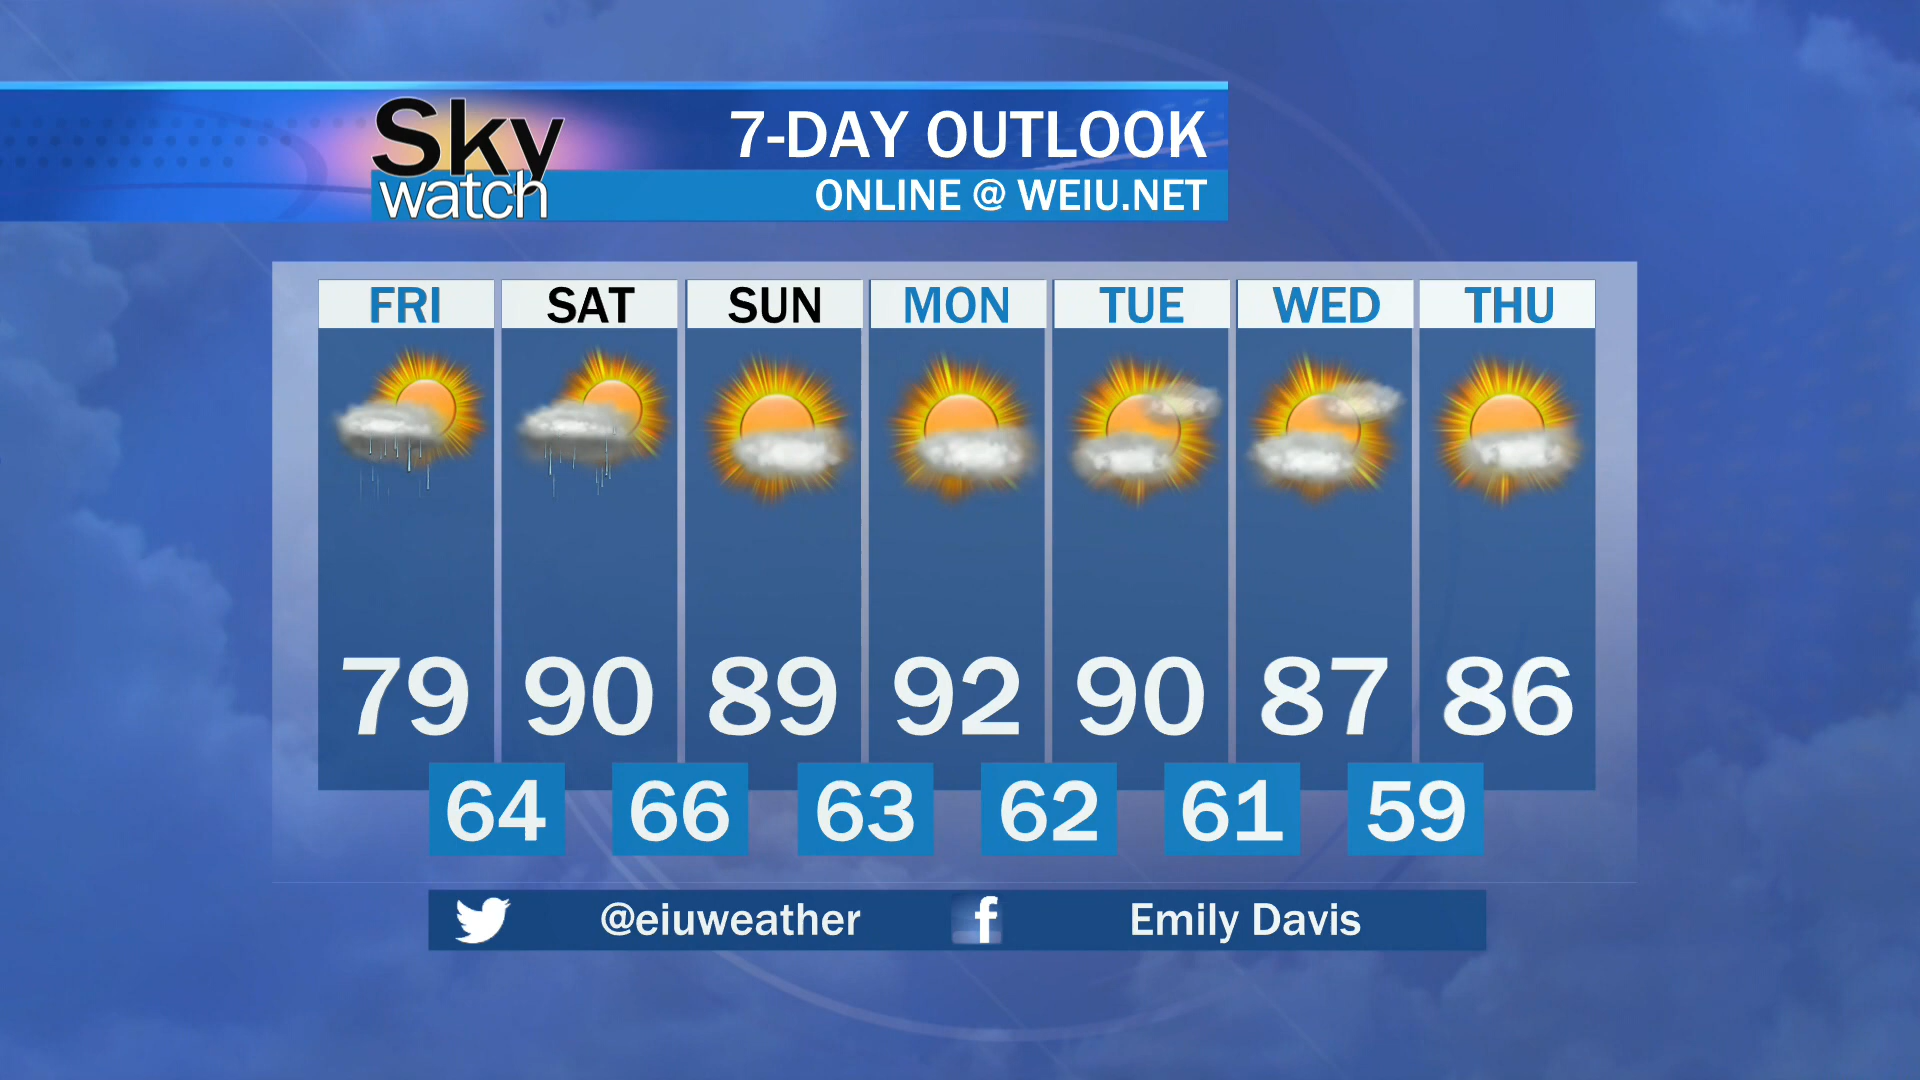 Sky
watch
7-DAY OUTLOOK
ONLINE @ WEIU.NET
FRI SAT SUN MON TUE WED THU
79 90 89 92 90 87 86
64 66 63 62 61 59
@eiuweather f Emily Davis